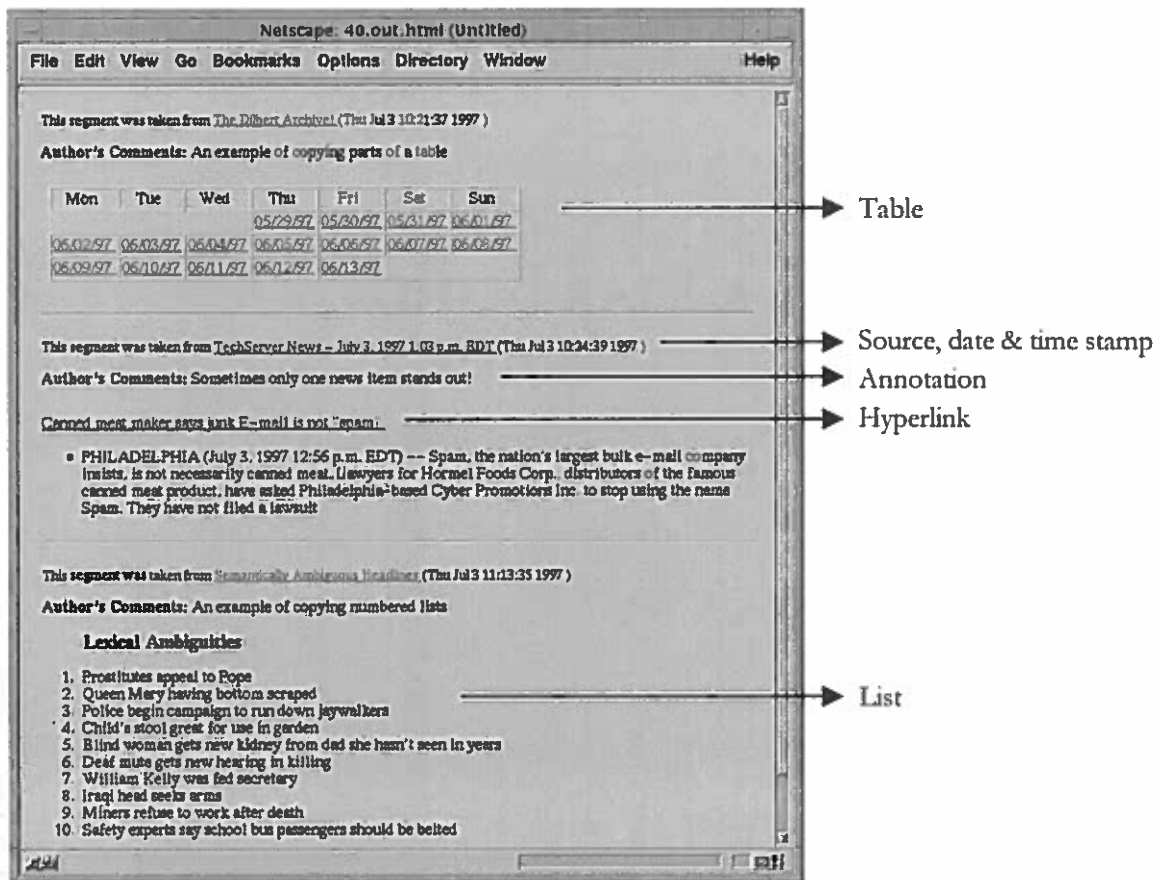 Netscape: 40.out.html (Untitled)
File Edit View Go Bookmarks Options Directory Window Help
This segment was taken from The Dilbert Archive! (Thu Jul 3 10:21:37 1997 )
Author's Comments: An example of copying parts of a table
Mon Tue Wed Thu Fri Sat Sun
05/29/97 05/30/97 05/31/97 06/01/97
06/02/97 06/03/97 06/04/97 06/05/97 06/06/97 06/07/97 06/08/97
06/09/97 06/10/97 06/11/97 06/12/97 06/13/97
Table
This segment was taken from TechServer News - July 3, 1997 1:03 p.m. EDT (Thu Jul 3 10:24:39 1997 )
Source, date & time stamp
Author's Comments: Sometimes only one news item stands out!
Annotation
Canned meat maker says junk E-mail is not "spam"
Hyperlink
PHILADELPHIA (July 3, 1997 12:56 p.m. EDT) -- Spam, the nation's largest bulk e-mail company
insists, is not necessarily canned meat. Lawyers for Hormel Foods Corp., distributors of the famous
canned meat product, have asked Philadelphia-based Cyber Promotions Inc. to stop using the name
Spam. They have not filed a lawsuit
This segment was taken from Semantically Ambiguous Headlines (Thu Jul 3 11:13:35 1997 )
Author's Comments: An example of copying numbered lists
Lexical Ambiguities
1. Prostitutes appeal to Pope
2. Queen Mary having bottom scraped
List
3. Police begin campaign to run down jaywalkers
4. Child's stool great for use in garden
5. Blind woman gets new kidney from dad she hasn't seen in years
6. Deaf mute gets new hearing in killing
7. William Kelly was fed secretary
8. Iraqi head seeks arms
9. Miners refuse to work after death
10. Safety experts say school bus passengers should be belted